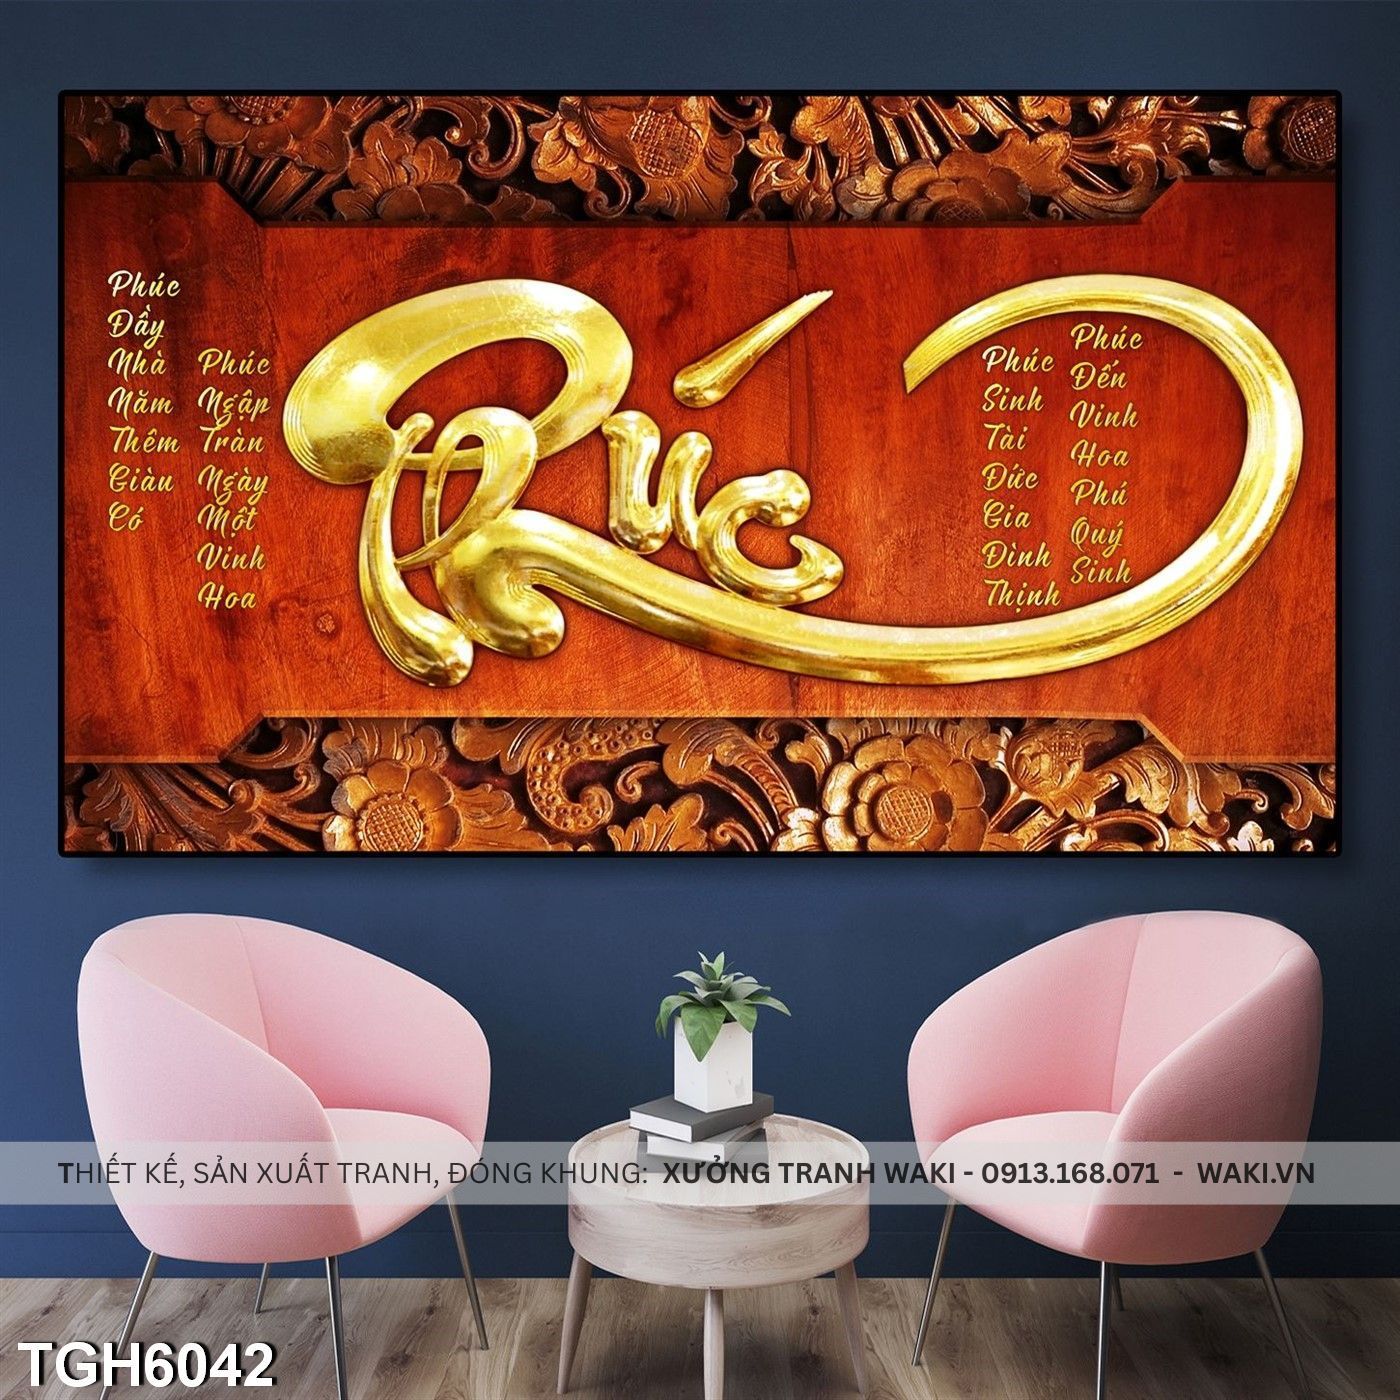 Phúc
Đầy
Nhà
Năm
Thêm
Giàu
Có
Phúc
Ngập
Tràn
Ngày
Một
Vinh
Hoa
Phúc
Phúc
Sinh
Tài
Đức
Gia
Đình
Thịnh
Phúc
Đến
Vinh
Hoa
Phú
Quý
Sinh
THIẾT KẾ, SẢN XUẤT TRANH, ĐÓNG KHUNG: XƯỞNG TRANH WAKI - 0913.168.071 - WAKI.VN
TGH6042